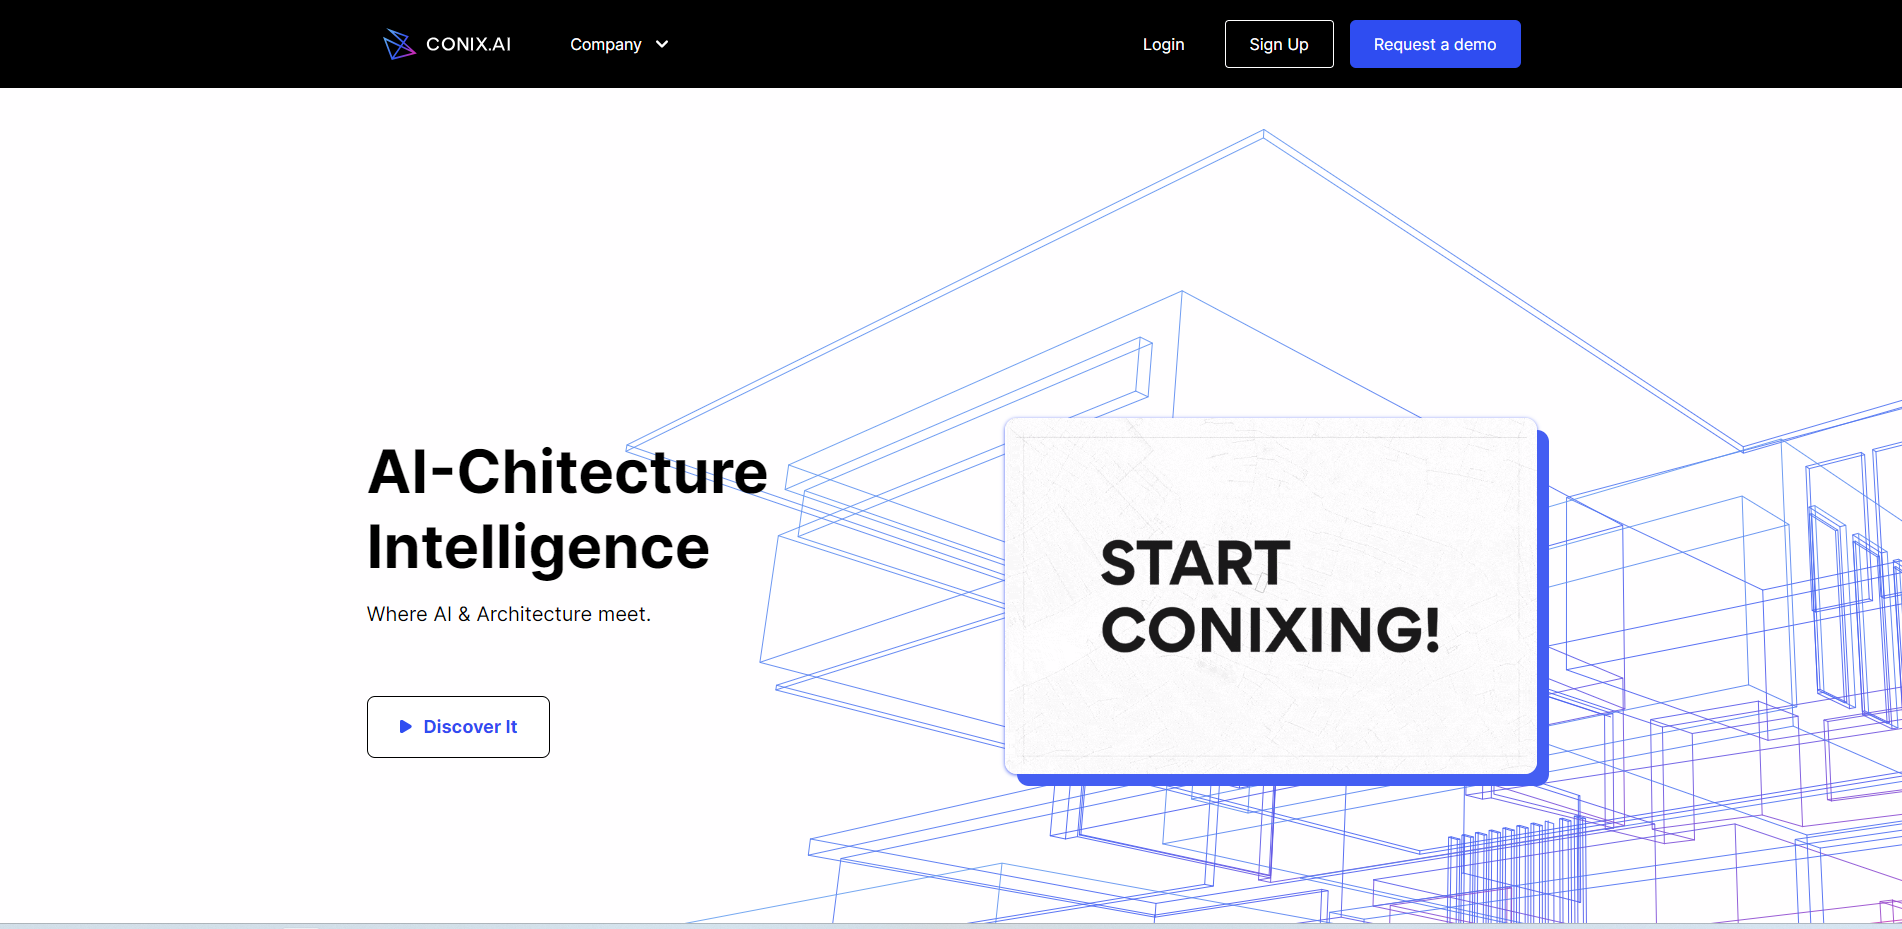 CONIX.AI
Company
Login
Sign Up
Request a demo
AI-Chitecture
Intelligence
Where AI & Architecture meet.
Discover It
START
CONIXING!